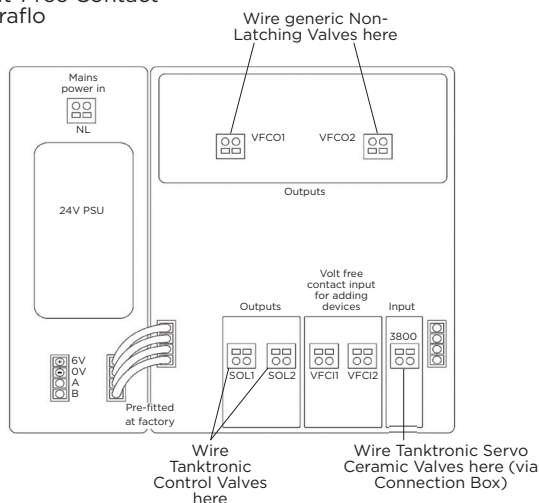 Wire generic Non-
Latching Valves here
Mains
power in
NL
VFCO1
VFCO2
Outputs
24V PSU
Volt free
contact input
for adding
devices
Outputs
Input
3800
SOL1
SOL2
VFCI1
VFCI2
6V
0V
A
B
Pre-fitted
at factory
Wire
Tanktronic
Control Valves
here
Wire Tanktronic Servo
Ceramic Valves here (via
Connection Box)